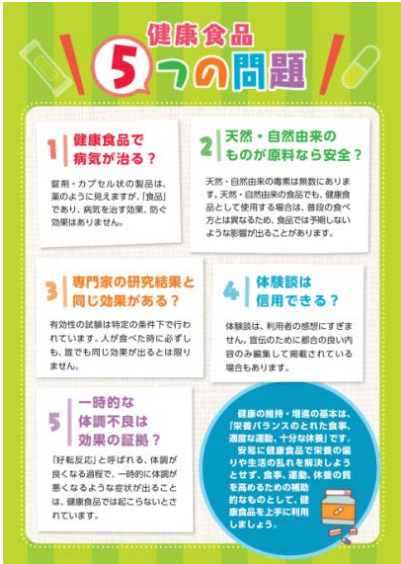 健康食品
5つの問題
1
健康食品で
病気が治る？
錠剤・カプセル状の製品は、
薬のように見えますが、「食品」
であり、病気を治す効果、防ぐ
効果はありません。
2
天然・自然由来の
ものが原料なら安全？
天然・自然由来の毒素は無数にありま
す。天然・自然由来の食品でも、健康食
品として使用する場合は、普段の食べ
方とは異なるため、食品では予期しない
ような影響が出ることがあります。
3
専門家の研究結果と
同じ効果がある？
有効性の試験は特定の条件下で行わ
れています。人が食べた時に必ずし
も、誰でも同じ効果が出るとは限り
ません。
4
体験談は
信用できる？
体験談は、利用者の感想にすぎま
せん。宣伝のために都合の良い内
容のみ編集して掲載されている
場合もあります。
5
一時的な
体調不良は
効果の証拠？
「好転反応」と呼ばれる、体調が
良くなる過程で、一時的に体調が
悪くなるような症状が出ること
は、健康食品では起こらないとさ
れています。
健康の維持・増進の基本は、
「栄養バランスのとれた食事、
適度な運動、十分な休養」です。
安易に健康食品で栄養の偏
りや生活の乱れを解決しよう
とせず、食事、運動、休養の質
を高めるための補助
的なものとして、健
康食品を上手に利用
しましょう。